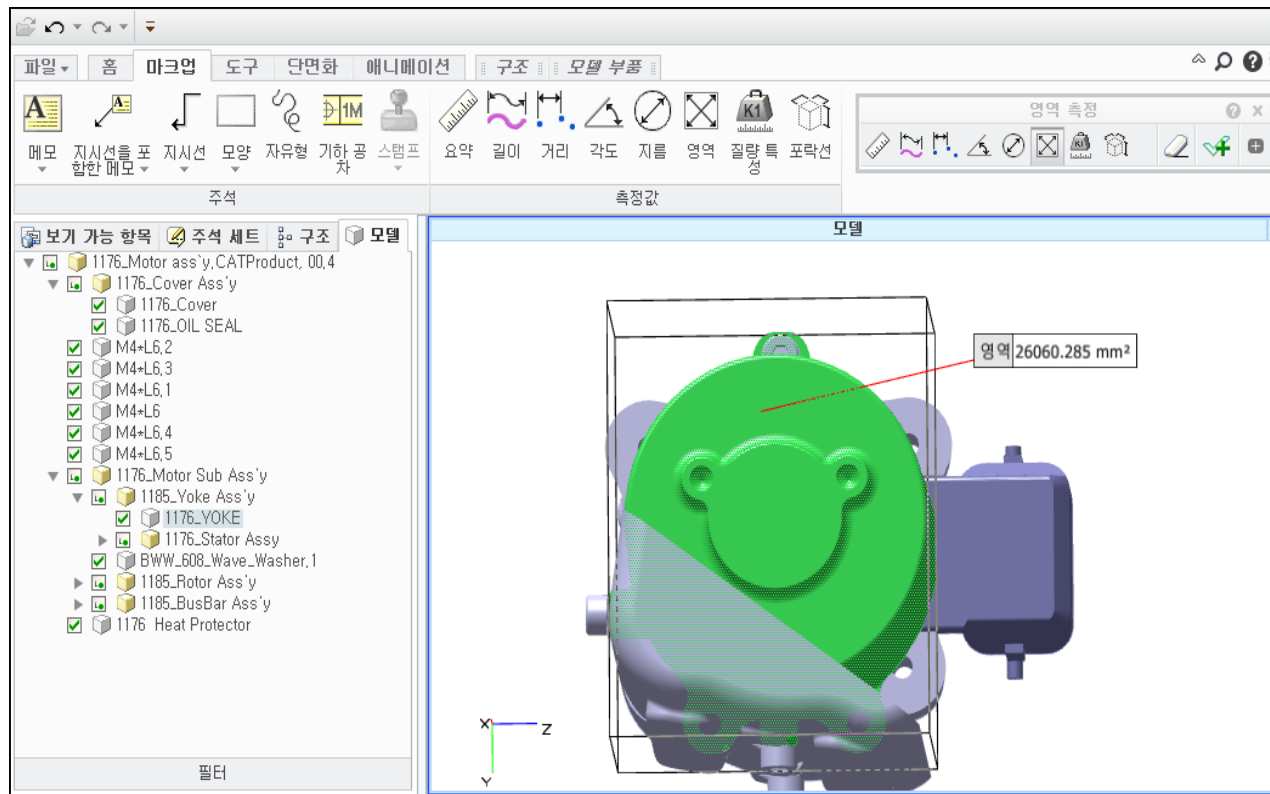 파일 홈 마크업 도구 단면화 애니메이션 구조 모델 부품
메모 지시선을 포함한 메모 지시선 모양 자유형 기하 공차 스탬프 요약 길이 거리 각도 지름 영역 질량 특성 포락선
주석 측정값
영역 측정
보기 가능 항목 주석 세트 구조 모델
1176_Motor ass`y,CATProduct, 00,4
1176_Cover Ass'y
1176_Cover
1176_OIL SEAL
M4*L6,2
M4*L6,3
M4*L6,1
M4*L6
M4*L6,4
M4*L6,5
1176_Motor Sub Ass'y
1185_Yoke Ass'y
1176_YOKE
1176_Stator Assy
BWW_608_Wave_Washer,1
1185_Rotor Ass'y
1185_BusBar Ass'y
1176 Heat Protector
필터
모델
영역 26060.285 mm²
X Z
Y